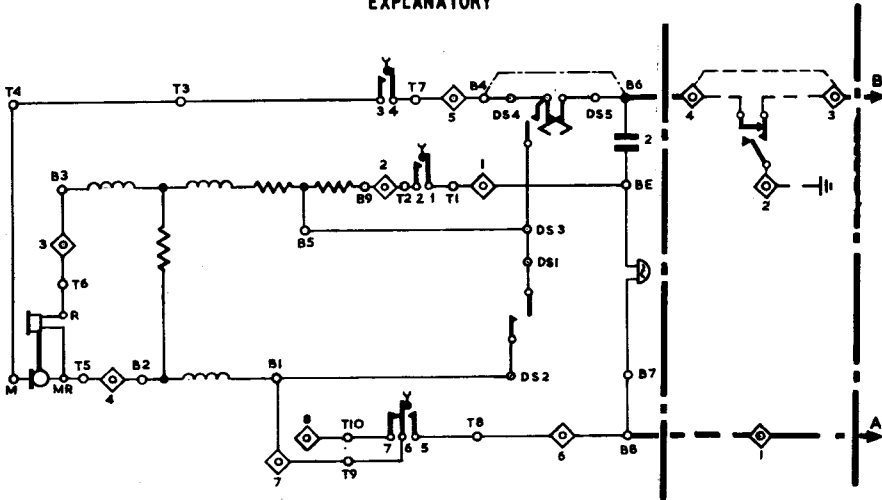 EXPLANATORY
T4 T3 3 4 T7 5 B4 DS4 DS5 B6 4 3 B
2
B3 2 B9 T2 2 1 T1 1 BE 2
3 B5 DS3
DS1
T6
R
M MR T5 4 B2 B1 DS2 B7
8 T10 7 6 5 T8 6 B8 1 A
7 T9